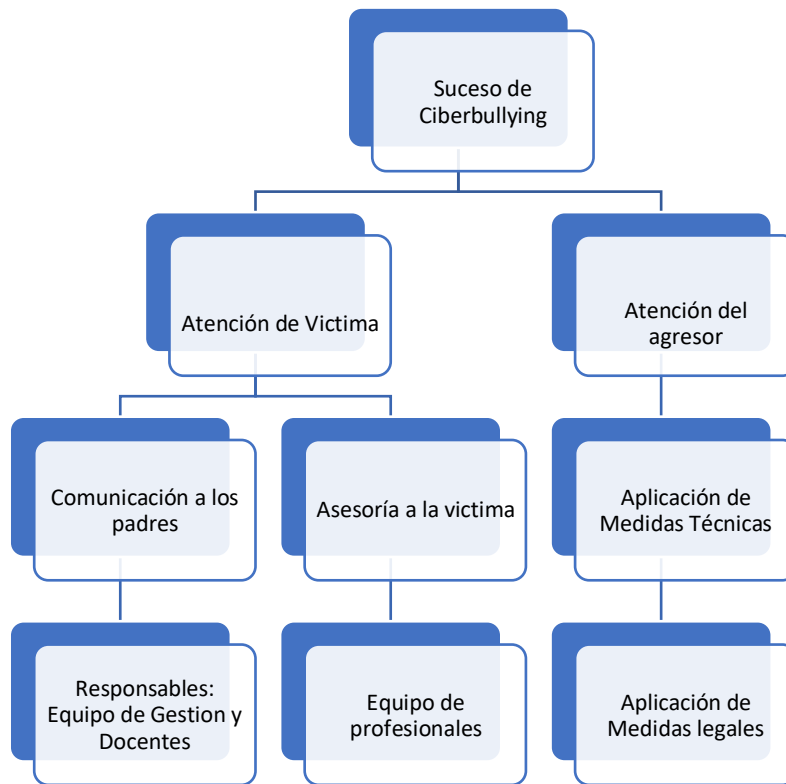 Suceso de
Ciberbullying
Atención de Victima
Atención del
agresor
Comunicación a los
padres
Asesoría a la victima
Aplicación de
Medidas Técnicas
Responsables:
Equipo de Gestion y
Docentes
Equipo de
profesionales
Aplicación de
Medidas legales